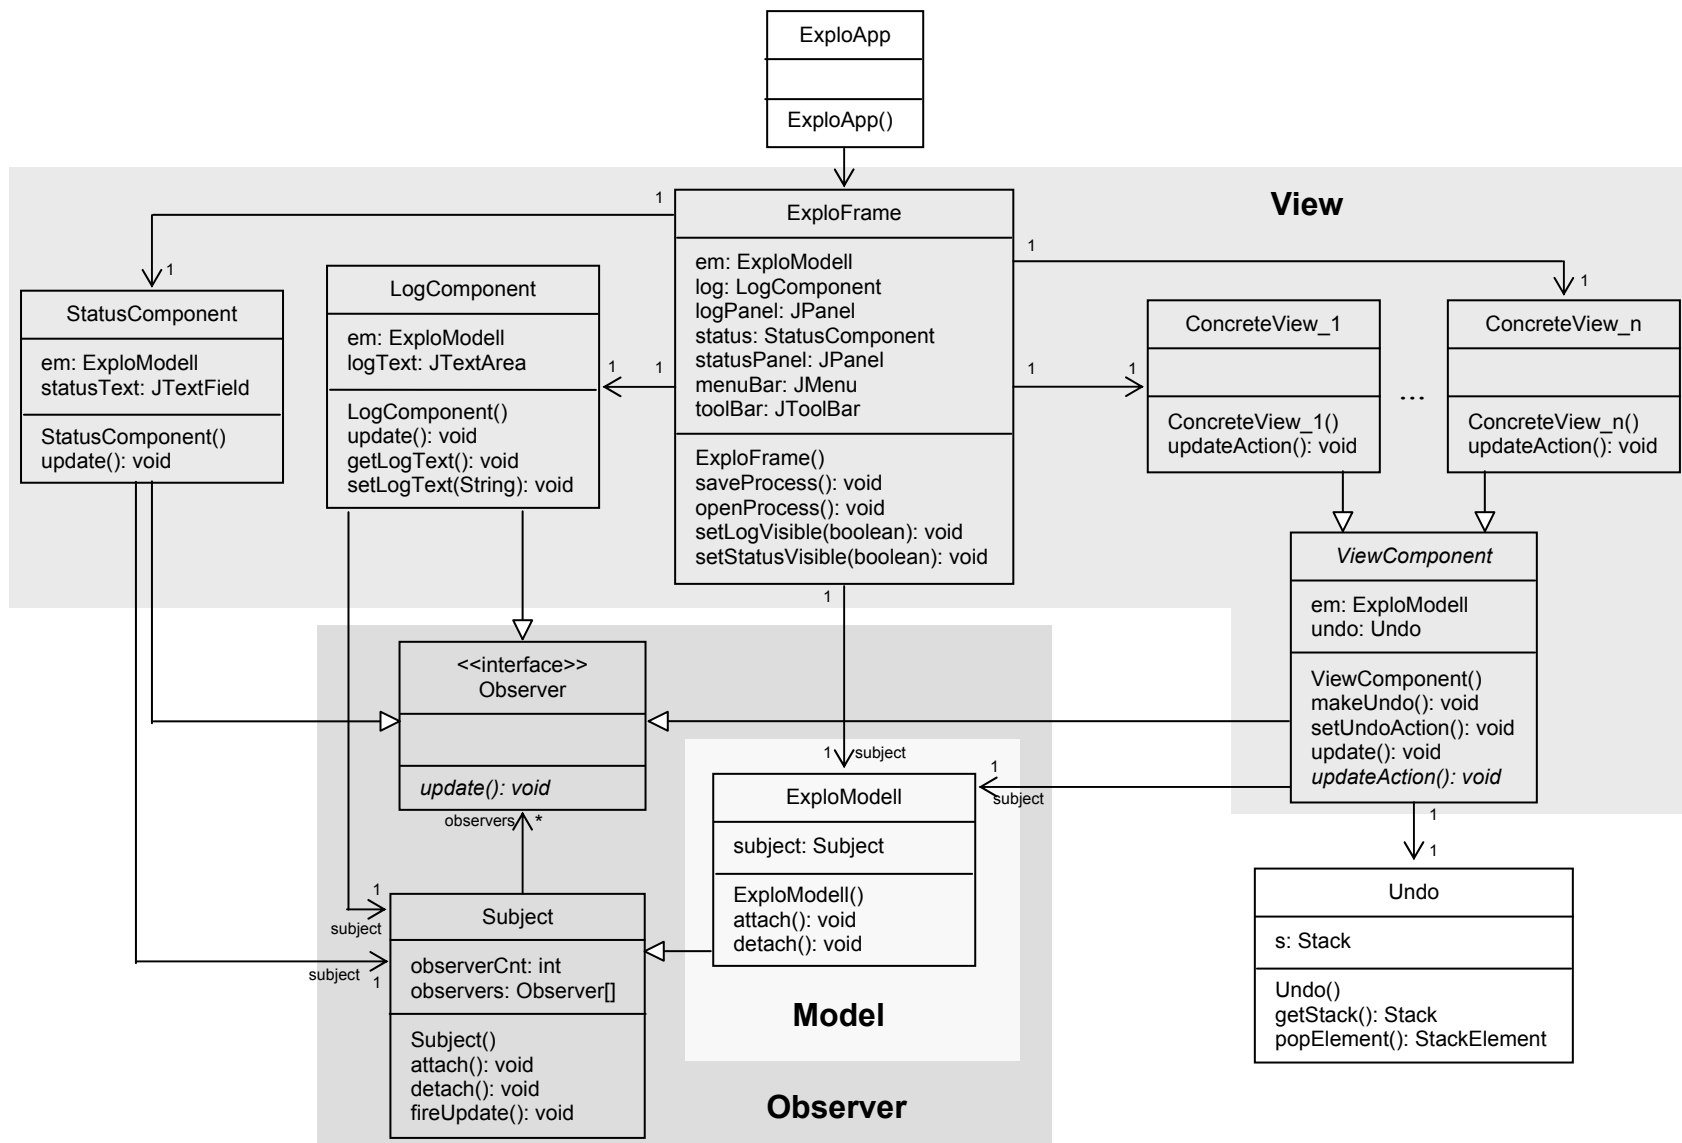 ExploApp
ExploApp()
View
1
1
ExploFrame
em: ExploModell
log: LogComponent
logPanel: JPanel
status: StatusComponent
statusPanel: JPanel
menuBar: JMenu
toolBar: JToolBar
ExploFrame()
saveProcess(): void
openProcess(): void
setLogVisible(boolean): void
setStatusVisible(boolean): void
StatusComponent
em: ExploModell
statusText: JTextField
StatusComponent()
update(): void
LogComponent
em: ExploModell
logText: JTextArea
LogComponent()
update(): void
getLogText(): void
setLogText(String): void
1
1
1
1
1
1
ConcreteView_1
ConcreteView_1()
updateAction(): void
...
ConcreteView_n
ConcreteView_n()
updateAction(): void
ViewComponent
em: ExploModell
undo: Undo
ViewComponent()
makeUndo(): void
setUndoAction(): void
update(): void
updateAction(): void
1
<<interface>>
Observer
update(): void
observers
*
1
subject
1
subject
ExploModell
subject: Subject
ExploModell()
attach(): void
detach(): void
Model
1
1
Undo
s: Stack
Undo()
getStack(): Stack
popElement(): StackElement
1
subject
subject
1
Subject
observerCnt: int
observers: Observer[]
Subject()
attach(): void
detach(): void
fireUpdate(): void
Observer